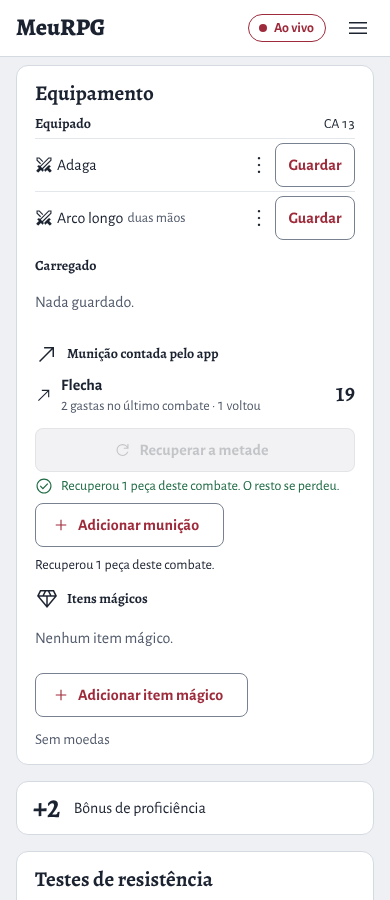 MeuRPG
Ao vivo
Equipamento
Equipado CA 13
Adaga Guardar
Arco longo duas mãos Guardar
Carregado
Nada guardado.
Munição contada pelo app
Flecha 19
2 gastas no último combate · 1 voltou
Recuperar a metade
Recuperou 1 peça deste combate. O resto se perdeu.
+ Adicionar munição
Recuperou 1 peça deste combate.
Itens mágicos
Nenhum item mágico.
+ Adicionar item mágico
Sem moedas
+2 Bônus de proficiência
Testes de resistência